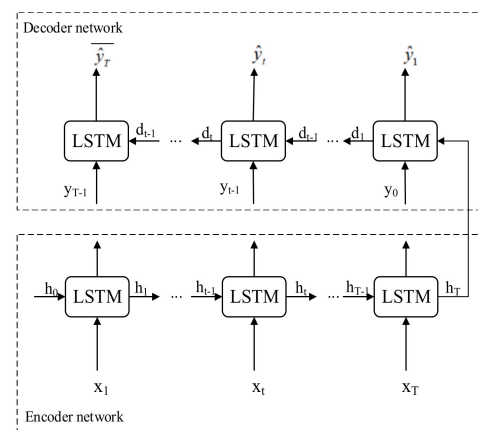 Decoder network
ŷ_T ŷ_t ŷ_1
LSTM d_{t-1} ... d_t LSTM d_{t-1} ... d_1 LSTM
y_{T-1} y_{t-1} y_0
h_0 LSTM h_1 ... h_{t-1} LSTM h_t ... h_{T-1} LSTM h_T
x_1 x_t x_T
Encoder network